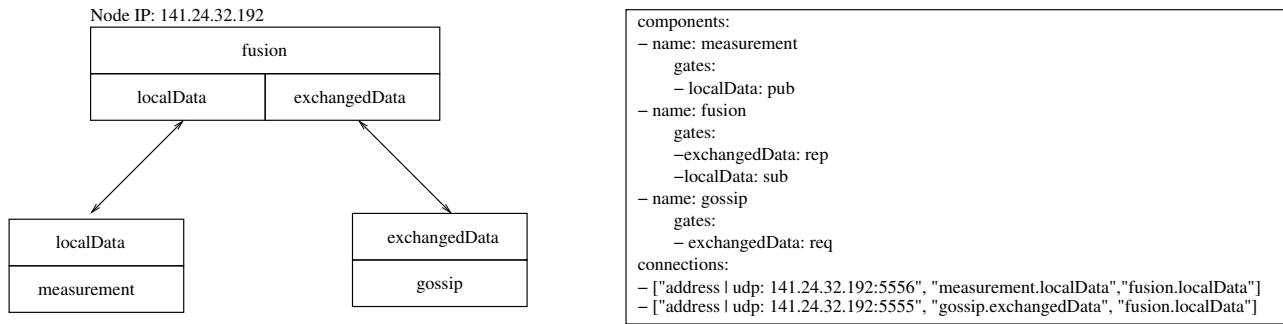 Node IP: 141.24.32.192
fusion
localData
exchangedData
localData
measurement
exchangedData
gossip
components:
− name: measurement
gates:
− localData: pub
− name: fusion
gates:
−exchangedData: rep
−localData: sub
− name: gossip
gates:
− exchangedData: req
connections:
− ["address | udp: 141.24.32.192:5556", "measurement.localData","fusion.localData"]
− ["address | udp: 141.24.32.192:5555", "gossip.exchangedData", "fusion.localData"]